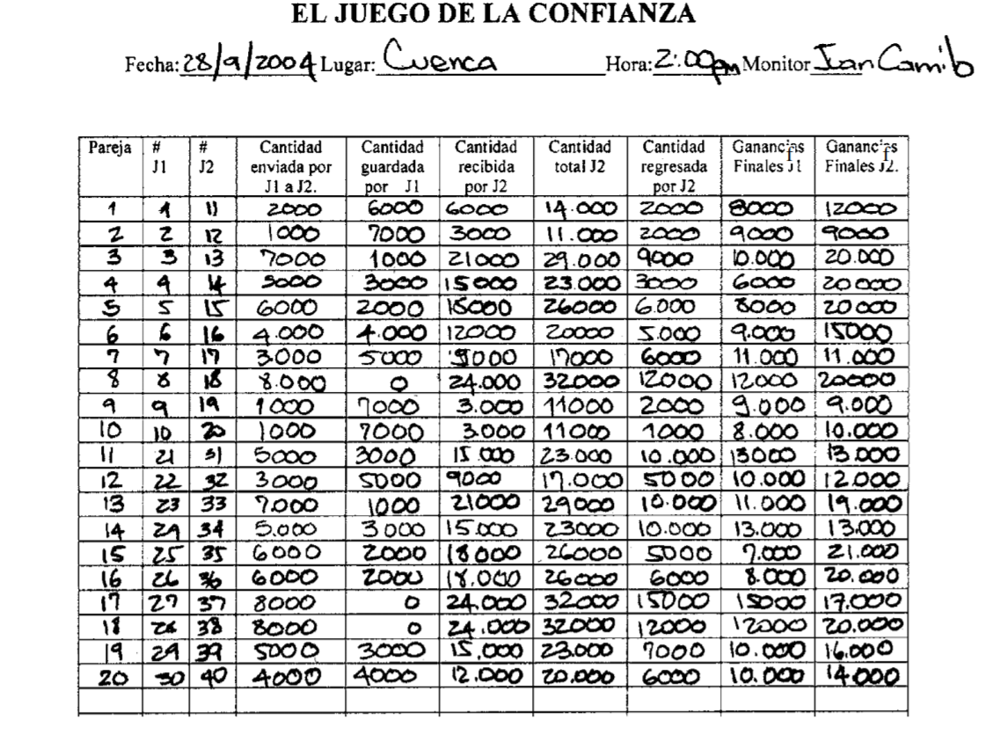 EL JUEGO DE LA CONFIANZA
Fecha: 28/9/2004 Lugar: Cuenca Hora: 2:00pm Monitor Juan Camilo
Pareja # # Cantidad Cantidad Cantidad Cantidad Cantidad Ganancias Ganancias
J1 J2 enviada por guardada recibida total J2 regresada Finales J1 Finales J2.
J1 a J2. por J1 por J2 por J2
1 1 11 2000 6000 6000 14.000 2000 8000 12000
2 2 12 1000 7000 3000 11.000 2000 9000 9000
3 3 13 7000 1000 21000 29.000 9000 10.000 20.000
4 4 14 5000 3000 15000 23.000 3000 6000 20000
5 5 15 6000 2000 18000 26000 6.000 8000 20000
6 6 16 4.000 4.000 12000 20000 5.000 9.000 15000
7 7 17 3000 5000 9000 17000 6000 11.000 11.000
8 8 18 8.000 0 24.000 32000 12000 12000 20000
9 9 19 1000 7000 3.000 11000 2000 9.000 9.000
10 10 20 1000 7000 3000 11000 1000 8.000 10.000
11 21 31 5000 3000 15.000 23.000 10.000 13000 13.000
12 22 32 3000 5000 9000 17.000 5000 10.000 12.000
13 23 33 7.000 1000 21000 29000 10.000 11.000 19.000
14 24 34 5.000 3000 15.000 23000 10.000 13.000 13.000
15 25 35 6000 2000 18000 26000 5000 7.000 21.000
16 26 36 6000 2000 18.000 26000 6000 8.000 20.000
17 27 37 8000 0 24.000 32000 15000 15000 17.000
18 28 38 8000 0 24.000 32000 12000 12000 20.000
19 29 39 5000 3000 15.000 23.000 7000 10.000 16.000
20 30 40 4000 4000 12.000 20.000 6000 10.000 14000